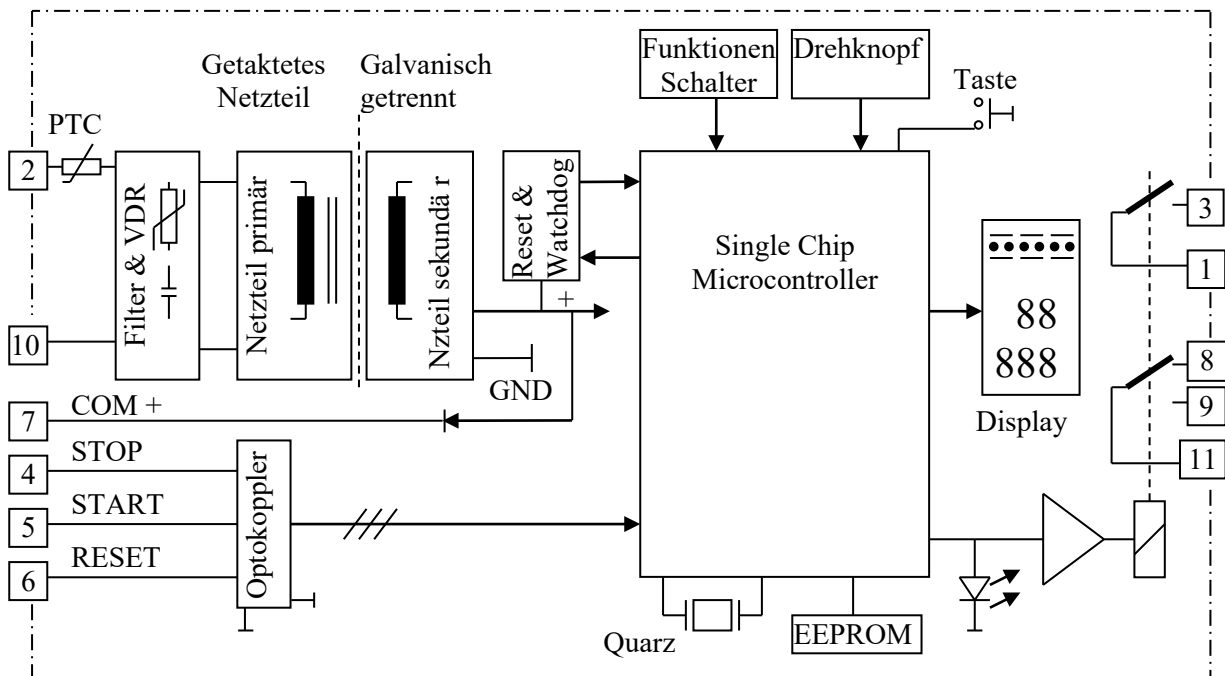 Funktionen
Schalter
Drehknopf
Getaktetes
Netzteil
Galvanisch
getrennt
Taste
PTC
2
Filter & VDR
Netzteil primär
Nzteil sekundä r
Reset &
Watchdog
Single Chip
Microcontroller
3
1
88
888
Display
10
+
GND
8
9
11
7
COM +
4
STOP
5
START
6
RESET
Optokoppler
Quarz
EEPROM